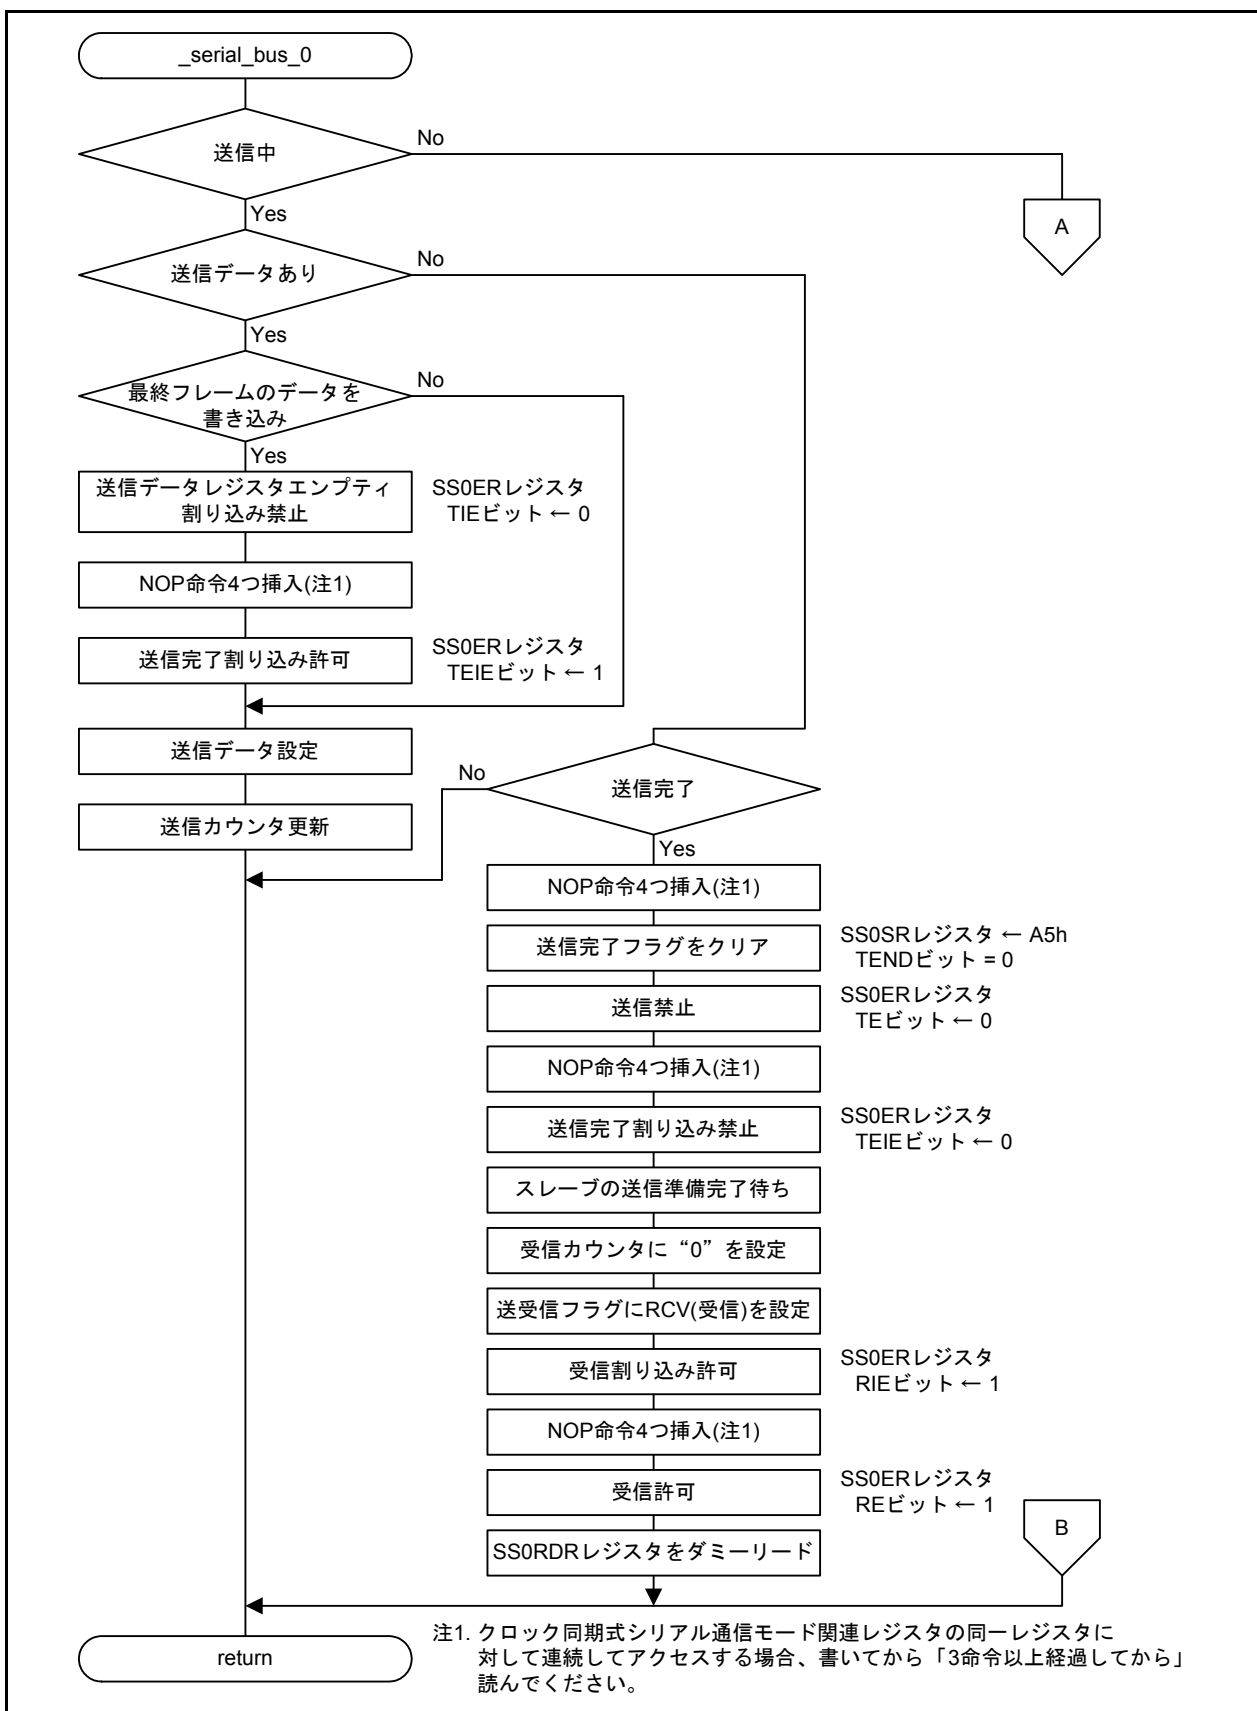 _serial_bus_0
送信中
No
A
Yes
送信データあり
No
Yes
最終フレームのデータを
書き込み
No
Yes
送信データレジスタエンプティ
割り込み禁止
SS0ERレジスタ
TIEビット ← 0
NOP命令4つ挿入(注1)
送信完了割り込み許可
SS0ERレジスタ
TEIEビット ← 1
送信データ設定
送信カウンタ更新
No
送信完了
Yes
NOP命令4つ挿入(注1)
送信完了フラグをクリア
SS0SRレジスタ ← A5h
TENDビット = 0
送信禁止
SS0ERレジスタ
TEビット ← 0
NOP命令4つ挿入(注1)
送信完了割り込み禁止
SS0ERレジスタ
TEIEビット ← 0
スレーブの送信準備完了待ち
受信カウンタに“0”を設定
送受信フラグにRCV(受信)を設定
受信割り込み許可
SS0ERレジスタ
RIEビット ← 1
NOP命令4つ挿入(注1)
受信許可
SS0ERレジスタ
REビット ← 1
B
SS0RDRレジスタをダミーリード
return
注1. クロック同期式シリアル通信モード関連レジスタの同一レジスタに
対して連続してアクセスする場合、書いてから「3命令以上経過してから」
読んでください。